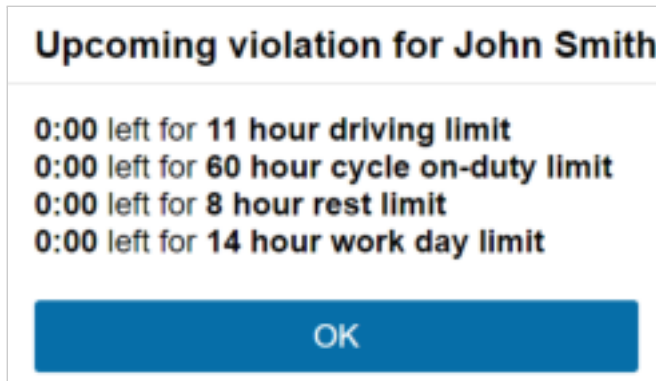 Upcoming violation for John Smith
0:00 left for 11 hour driving limit
0:00 left for 60 hour cycle on-duty limit
0:00 left for 8 hour rest limit
0:00 left for 14 hour work day limit
OK